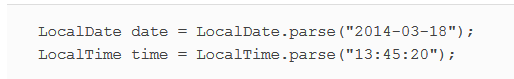 LocalDate date = LocalDate.parse("2014-03-18");
LocalTime time = LocalTime.parse("13:45:20");